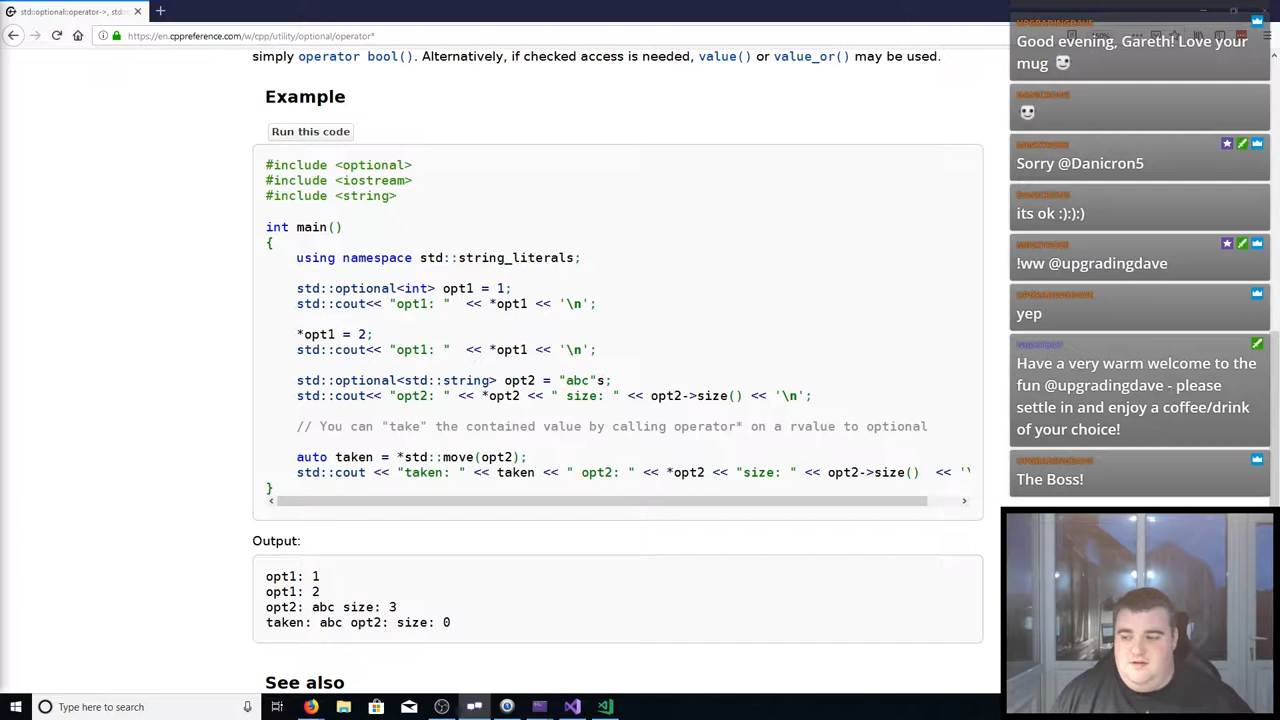 std::optional::operator->, std:
https://en.cppreference.com/w/cpp/utility/optional/operator*
simply operator bool(). Alternatively, if checked access is needed, value() or value_or() may be used.
Example
Run this code
#include <optional>
#include <iostream>
#include <string>
int main()
{
    using namespace std::string_literals;
    std::optional<int> opt1 = 1;
    std::cout<< "opt1: "  << *opt1 << '\n';
    *opt1 = 2;
    std::cout<< "opt1: "  << *opt1 << '\n';
    std::optional<std::string> opt2 = "abc"s;
    std::cout<< "opt2: " << *opt2 << " size: " << opt2->size() << '\n';
    // You can "take" the contained value by calling operator* on a rvalue to optional
    auto taken = *std::move(opt2);
    std::cout << "taken: " << taken << " opt2: " << *opt2 << "size: " << opt2->size()  << '\
}
Output:
opt1: 1
opt1: 2
opt2: abc size: 3
taken: abc opt2: size: 0
See also
UPGRADINGDAVE
Good evening, Gareth! Love your
mug
Sorry @Danicron5
its ok :):):)
!ww @upgradingdave
UPGRADINGDAVE
yep
Have a very warm welcome to the
fun @upgradingdave - please
settle in and enjoy a coffee/drink
of your choice!
UPGRADINGDAVE
The Boss!
Type here to search